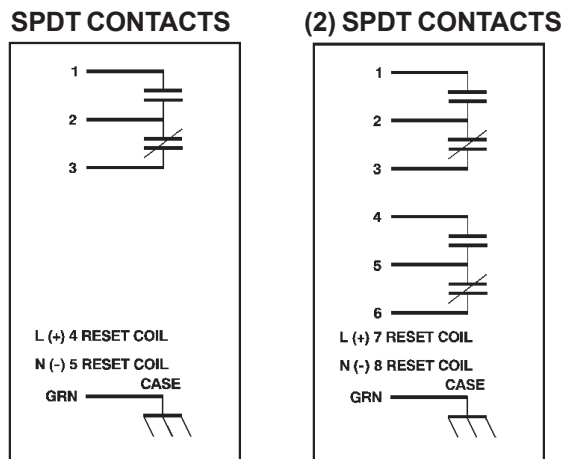 SPDT CONTACTS
1
2
3
L (+) 4 RESET COIL
N (-) 5 RESET COIL
CASE
GRN
(2) SPDT CONTACTS
1
2
3
4
5
6
L (+) 7 RESET COIL
N (-) 8 RESET COIL
CASE
GRN